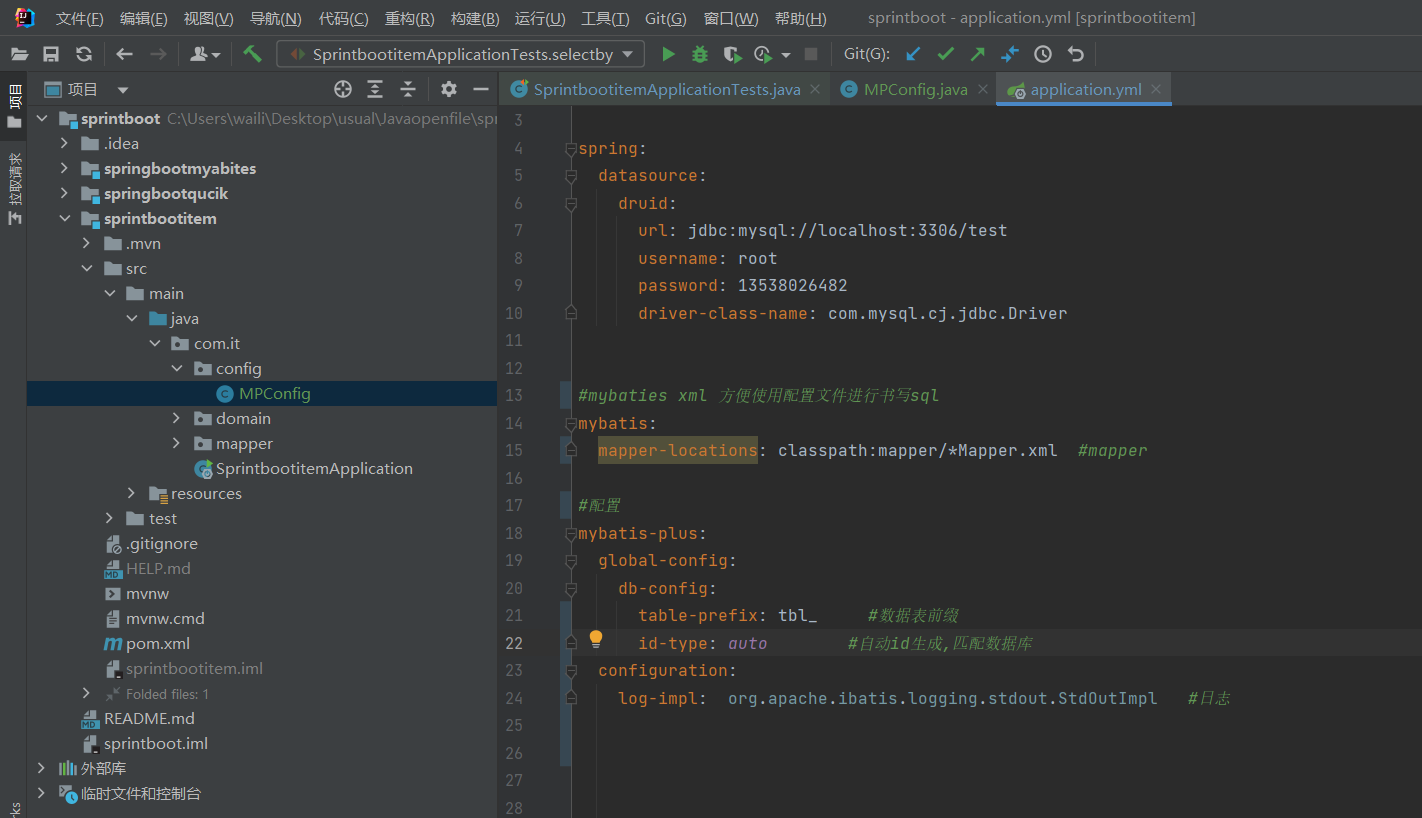 文件(F) 编辑(E) 视图(V) 导航(N) 代码(C) 重构(R) 构建(B) 运行(U) 工具(T) Git(G) 窗口(W) 帮助(H) sprintboot - application.yml [sprintbootitem]
SprintbootitemApplicationTests.selectby Git(G):
项目
SprintbootitemApplicationTests.java MPConfig.java application.yml
项目
拉取请求
sprintboot C:\Users\waili\Desktop\usual\Javaopenfile\spr
.idea
springbootmyabites
springbootqucik
sprintbootitem
.mvn
src
main
java
com.it
config
MPConfig
domain
mapper
SprintbootitemApplication
resources
test
.gitignore
HELP.md
mvnw
mvnw.cmd
pom.xml
sprintbootitem.iml
Folded files: 1
README.md
sprintboot.iml
外部库
临时文件和控制台
3
4 spring:
5 datasource:
6 druid:
7 url: jdbc:mysql://localhost:3306/test
8 username: root
9 password: 13538026482
10 driver-class-name: com.mysql.cj.jdbc.Driver
11
12
13 #mybaties xml 方便使用配置文件进行书写sql
14 mybatis:
15 mapper-locations: classpath:mapper/*Mapper.xml #mapper
16
17 #配置
18 mybatis-plus:
19 global-config:
20 db-config:
21 table-prefix: tbl_ #数据表前缀
22 id-type: auto #自动id生成,匹配数据库
23 configuration:
24 log-impl: org.apache.ibatis.logging.stdout.StdOutImpl #日志
25
26
27
28